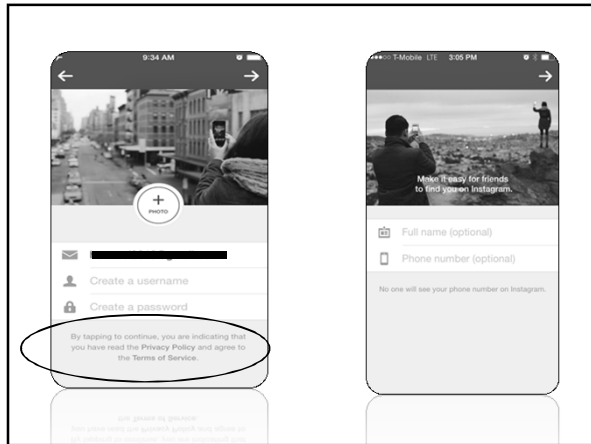 9:34 AM
+
PHOTO
Create a username
Create a password
By tapping to continue, you are indicating that
you have read the Privacy Policy and agree to
the Terms of Service.
T-Mobile LTE 3:05 PM
Make it easy for friends
to find you on Instagram.
Full name (optional)
Phone number (optional)
No one will see your phone number on Instagram.